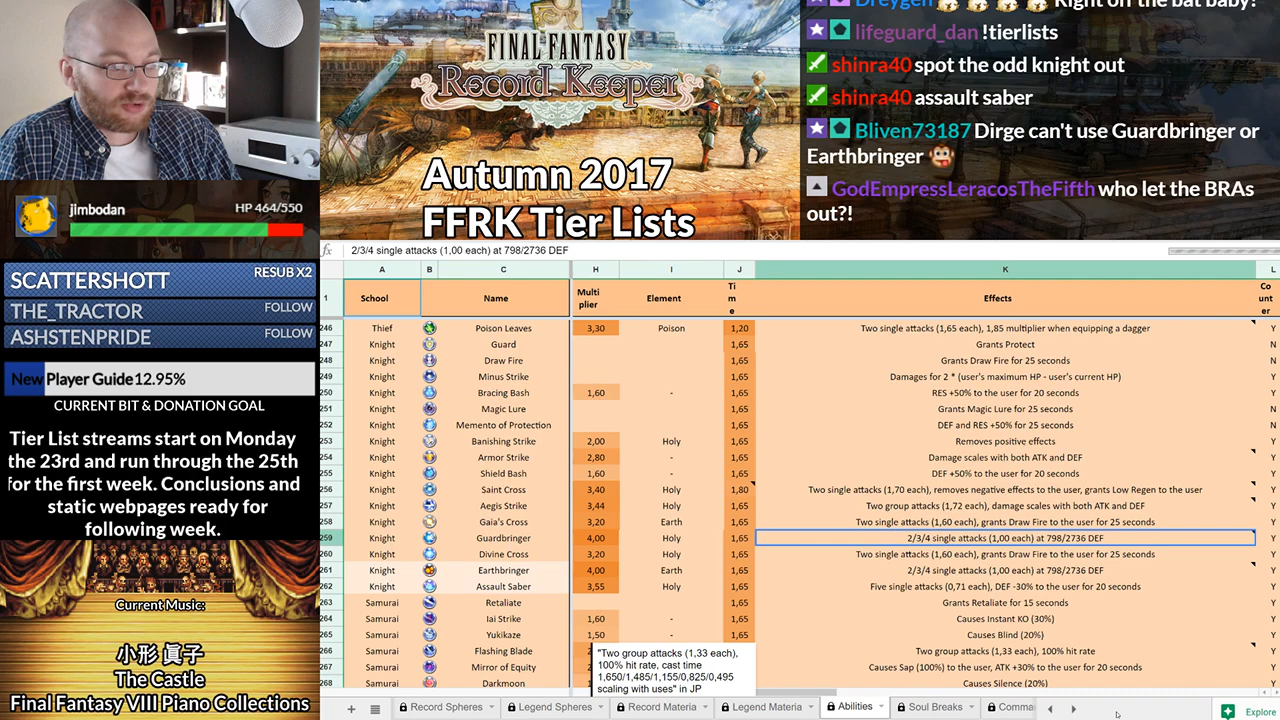 FINAL FANTASY
Record Keeper
Autumn 2017
FFRK Tier Lists
Dreygen Right off the bat baby!
lifeguard_dan !tierlists
shinra40 spot the odd knight out
shinra40 assault saber
Bliven73187 Dirge can't use Guardbringer or
Earthbringer
GodEmpressLeracosTheFifth who let the BRAs
out?!
jimbodan HP 464/550
SCATTERSHOTT RESUB X2
THE_TRACTOR FOLLOW
ASHSTENPRIDE FOLLOW
New Player Guide 12.95%
CURRENT BIT & DONATION GOAL
Tier List streams start on Monday
the 23rd and run through the 25th
for the first week. Conclusions and
static webpages ready for
following week.
Current Music:
小形 眞子
The Castle
Final Fantasy VIII Piano Collections
fx 2/3/4 single attacks (1,00 each) at 798/2736 DEF
A B C H I J K L
1 School Name Multi plier Element Ti m e Effects Co unt er
246 Thief Poison Leaves 3,30 Poison 1,20 Two single attacks (1,65 each), 1,85 multiplier when equipping a dagger Y
247 Knight Guard 1,65 Grants Protect N
248 Knight Draw Fire 1,65 Grants Draw Fire for 25 seconds N
249 Knight Minus Strike 1,65 Damages for 2 * (user's maximum HP - user's current HP) Y
250 Knight Bracing Bash 1,60 - 1,65 RES +50% to the user for 20 seconds Y
251 Knight Magic Lure 1,65 Grants Magic Lure for 25 seconds N
252 Knight Memento of Protection 1,65 DEF and RES +50% for 25 seconds N
253 Knight Banishing Strike 2,00 Holy 1,65 Removes positive effects Y
254 Knight Armor Strike 2,80 - 1,65 Damage scales with both ATK and DEF Y
255 Knight Shield Bash 1,60 - 1,65 DEF +50% to the user for 20 seconds Y
256 Knight Saint Cross 3,40 Holy 1,80 Two single attacks (1,70 each), removes negative effects to the user, grants Low Regen to the user Y
257 Knight Aegis Strike 3,44 Holy 1,65 Two group attacks (1,72 each), damage scales with both ATK and DEF Y
258 Knight Gaia's Cross 3,20 Earth 1,65 Two single attacks (1,60 each), grants Draw Fire to the user for 25 seconds Y
259 Knight Guardbringer 4,00 Holy 1,65 2/3/4 single attacks (1,00 each) at 798/2736 DEF Y
260 Knight Divine Cross 3,20 Holy 1,65 Two single attacks (1,60 each), grants Draw Fire to the user for 25 seconds Y
261 Knight Earthbringer 4,00 Earth 1,65 2/3/4 single attacks (1,00 each) at 798/2736 DEF Y
262 Knight Assault Saber 3,55 Holy 1,65 Five single attacks (0,71 each), DEF -30% to the user for 20 seconds Y
263 Samurai Retaliate 1,65 Grants Retaliate for 15 seconds Y
264 Samurai Iai Strike 1,60 - 1,65 Causes Instant KO (30%) Y
265 Samurai Yukikaze 1,50 - 1,65 Causes Blind (20%) Y
266 Samurai Flashing Blade Two group attacks (1,33 each), 100% hit rate Y
267 Samurai Mirror of Equity Causes Sap (100%) to the user, ATK +30% to the user for 20 seconds Y
268 Samurai Darkmoon Causes Silence (20%) Y
"Two group attacks (1,33 each),
100% hit rate, cast time
1,650/1,485/1,155/0,825/0,495
scaling with uses" in JP
+ Record Spheres Legend Spheres Record Materia Legend Materia Abilities Soul Breaks Comma Explore